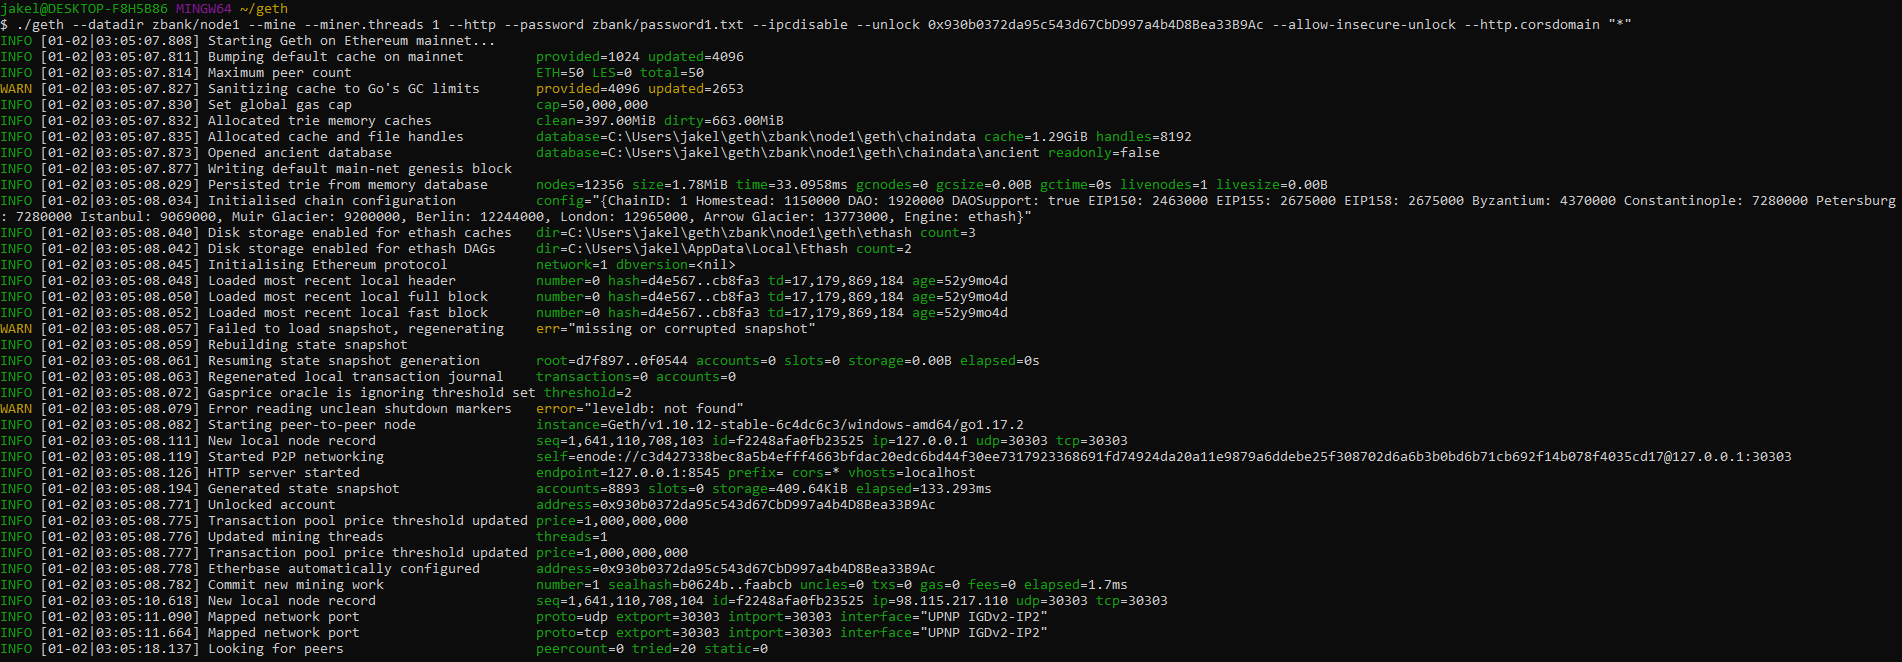 jakel@DESKTOP-F8H5B86 MINGW64 ~/geth
$ ./geth --datadir zbank/node1 --mine --miner.threads 1 --http --password zbank/password1.txt --ipcdisable --unlock 0x930b0372da95c543d67CbD997a4b4D8Bea33B9Ac --allow-insecure-unlock --http.corsdomain "*"
INFO [01-02|03:05:07.808] Starting Geth on Ethereum mainnet...
INFO [01-02|03:05:07.811] Bumping default cache on mainnet provided=1024 updated=4096
INFO [01-02|03:05:07.814] Maximum peer count ETH=50 LES=0 total=50
WARN [01-02|03:05:07.827] Sanitizing cache to Go's GC limits provided=4096 updated=2653
INFO [01-02|03:05:07.830] Set global gas cap cap=50,000,000
INFO [01-02|03:05:07.832] Allocated trie memory caches clean=397.00MiB dirty=663.00MiB
INFO [01-02|03:05:07.835] Allocated cache and file handles database=C:\Users\jakel\geth\zbank\node1\geth\chaindata cache=1.29GiB handles=8192
INFO [01-02|03:05:07.873] Opened ancient database database=C:\Users\jakel\geth\zbank\node1\geth\chaindata\ancient readonly=false
INFO [01-02|03:05:07.877] Writing default main-net genesis block
INFO [01-02|03:05:08.029] Persisted trie from memory database nodes=12356 size=1.78MiB time=33.0958ms gcnodes=0 gcsize=0.00B gctime=0s livenodes=1 livesize=0.00B
INFO [01-02|03:05:08.034] Initialised chain configuration config="{ChainID: 1 Homestead: 1150000 DAO: 1920000 DAOSupport: true EIP150: 2463000 EIP155: 2675000 EIP158: 2675000 Byzantium: 4370000 Constantinople: 7280000 Petersburg
: 7280000 Istanbul: 9069000, Muir Glacier: 9200000, Berlin: 12244000, London: 12965000, Arrow Glacier: 13773000, Engine: ethash}"
INFO [01-02|03:05:08.040] Disk storage enabled for ethash caches dir=C:\Users\jakel\geth\zbank\node1\geth\ethash count=3
INFO [01-02|03:05:08.042] Disk storage enabled for ethash DAGs dir=C:\Users\jakel\AppData\Local\Ethash count=2
INFO [01-02|03:05:08.045] Initialising Ethereum protocol network=1 dbversion=<nil>
INFO [01-02|03:05:08.048] Loaded most recent local header number=0 hash=d4e567..cb8fa3 td=17,179,869,184 age=52y9mo4d
INFO [01-02|03:05:08.050] Loaded most recent local full block number=0 hash=d4e567..cb8fa3 td=17,179,869,184 age=52y9mo4d
INFO [01-02|03:05:08.052] Loaded most recent local fast block number=0 hash=d4e567..cb8fa3 td=17,179,869,184 age=52y9mo4d
WARN [01-02|03:05:08.057] Failed to load snapshot, regenerating err="missing or corrupted snapshot"
INFO [01-02|03:05:08.059] Rebuilding state snapshot
INFO [01-02|03:05:08.061] Resuming state snapshot generation root=d7f897..0f0544 accounts=0 slots=0 storage=0.00B elapsed=0s
INFO [01-02|03:05:08.063] Regenerated local transaction journal transactions=0 accounts=0
INFO [01-02|03:05:08.072] Gasprice oracle is ignoring threshold set threshold=2
WARN [01-02|03:05:08.079] Error reading unclean shutdown markers error="leveldb: not found"
INFO [01-02|03:05:08.082] Starting peer-to-peer node instance=Geth/v1.10.12-stable-6c4dc6c3/windows-amd64/go1.17.2
INFO [01-02|03:05:08.111] New local node record seq=1,641,110,708,103 id=f2248afa0fb23525 ip=127.0.0.1 udp=30303 tcp=30303
INFO [01-02|03:05:08.119] Started P2P networking self=enode://c3d427338bec8a5b4efff4663bfdac20edc6bd44f30ee7317923368691fd74924da20a11e9879a6ddebe25f308702d6a6b3b0bd6b71cb692f14b078f4035cd17@127.0.0.1:30303
INFO [01-02|03:05:08.126] HTTP server started endpoint=127.0.0.1:8545 prefix= cors=* vhosts=localhost
INFO [01-02|03:05:08.194] Generated state snapshot accounts=8893 slots=0 storage=409.64KiB elapsed=133.293ms
INFO [01-02|03:05:08.771] Unlocked account address=0x930b0372da95c543d67CbD997a4b4D8Bea33B9Ac
INFO [01-02|03:05:08.775] Transaction pool price threshold updated price=1,000,000,000
INFO [01-02|03:05:08.776] Updated mining threads threads=1
INFO [01-02|03:05:08.777] Transaction pool price threshold updated price=1,000,000,000
INFO [01-02|03:05:08.778] Etherbase automatically configured address=0x930b0372da95c543d67CbD997a4b4D8Bea33B9Ac
INFO [01-02|03:05:08.782] Commit new mining work number=1 sealhash=b0624b..faabcb uncles=0 txs=0 gas=0 fees=0 elapsed=1.7ms
INFO [01-02|03:05:10.618] New local node record seq=1,641,110,708,104 id=f2248afa0fb23525 ip=98.115.217.110 udp=30303 tcp=30303
INFO [01-02|03:05:11.090] Mapped network port proto=udp extport=30303 intport=30303 interface="UPNP IGDv2-IP2"
INFO [01-02|03:05:11.664] Mapped network port proto=tcp extport=30303 intport=30303 interface="UPNP IGDv2-IP2"
INFO [01-02|03:05:18.137] Looking for peers peercount=0 tried=20 static=0